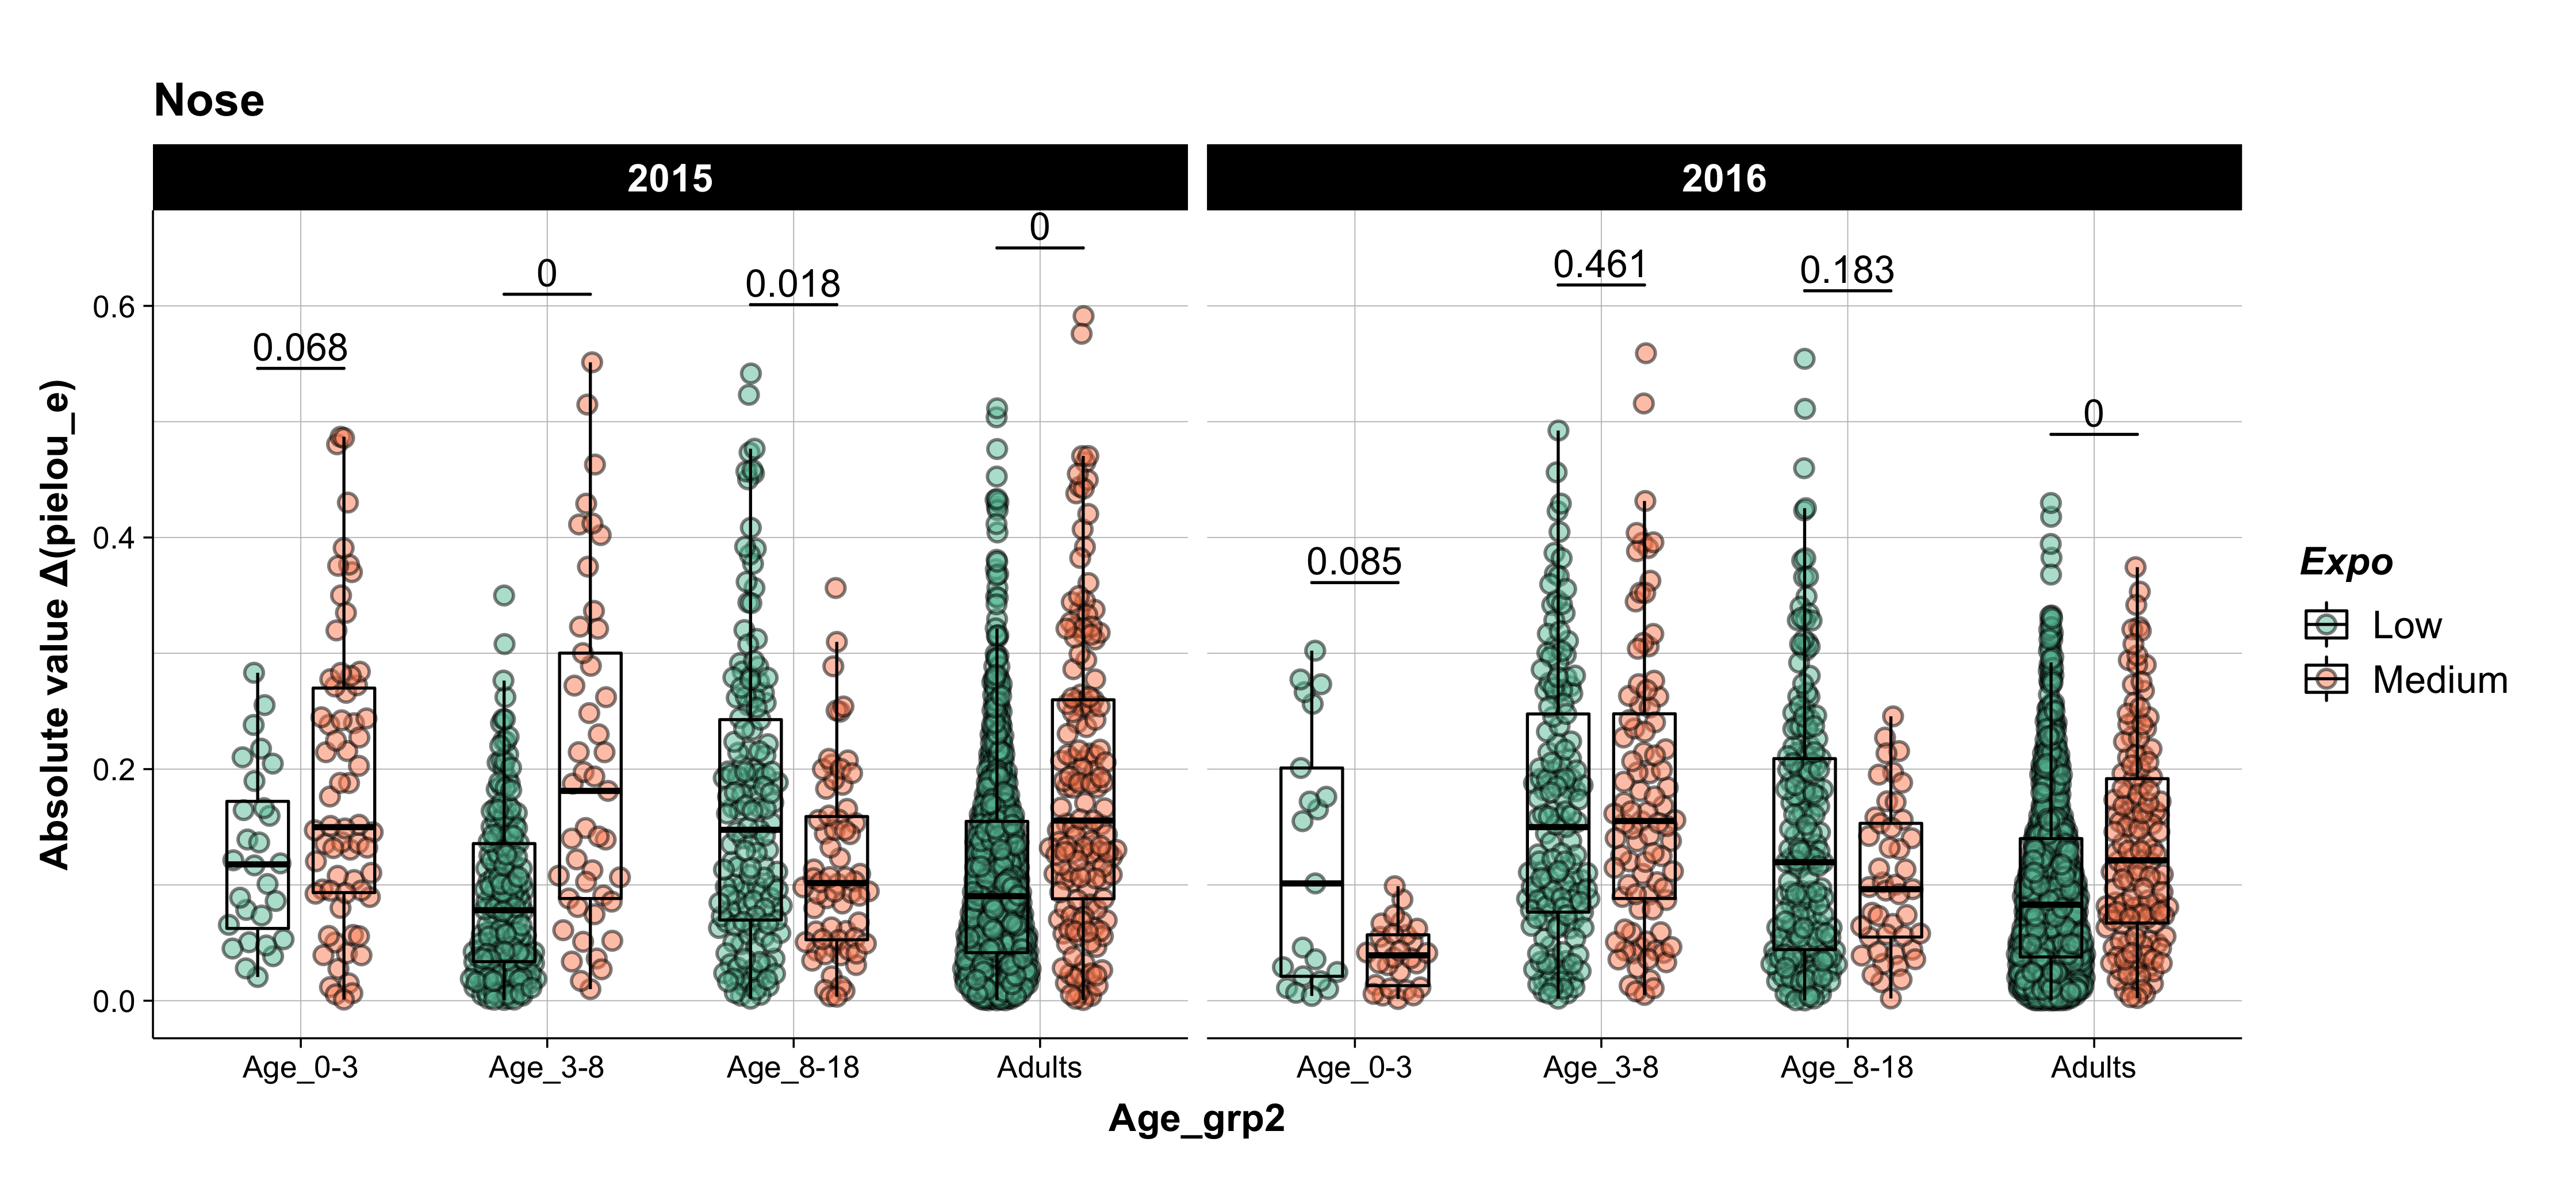 Nose
2015
2016
0
0
0.018
0.068
0.461
0.183
0
0.085
0.6
0.4
0.2
0.0
Absolute value Δ(pielou_e)
Age_0-3
Age_3-8
Age_8-18
Adults
Age_0-3
Age_3-8
Age_8-18
Adults
Age_grp2
Expo
Low
Medium